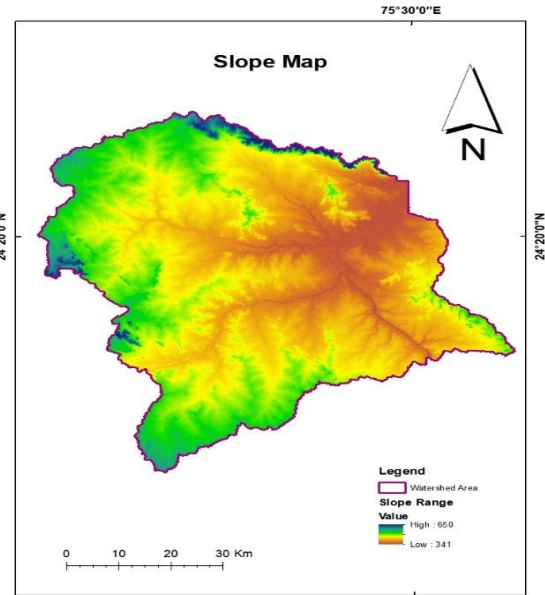 75°30'0"E
Slope Map
N
24°20'0"N
24°20'0"N
Legend
Watershed Area
Slope Range
Value
High : 650
Low : 341
0 10 20 30 Km